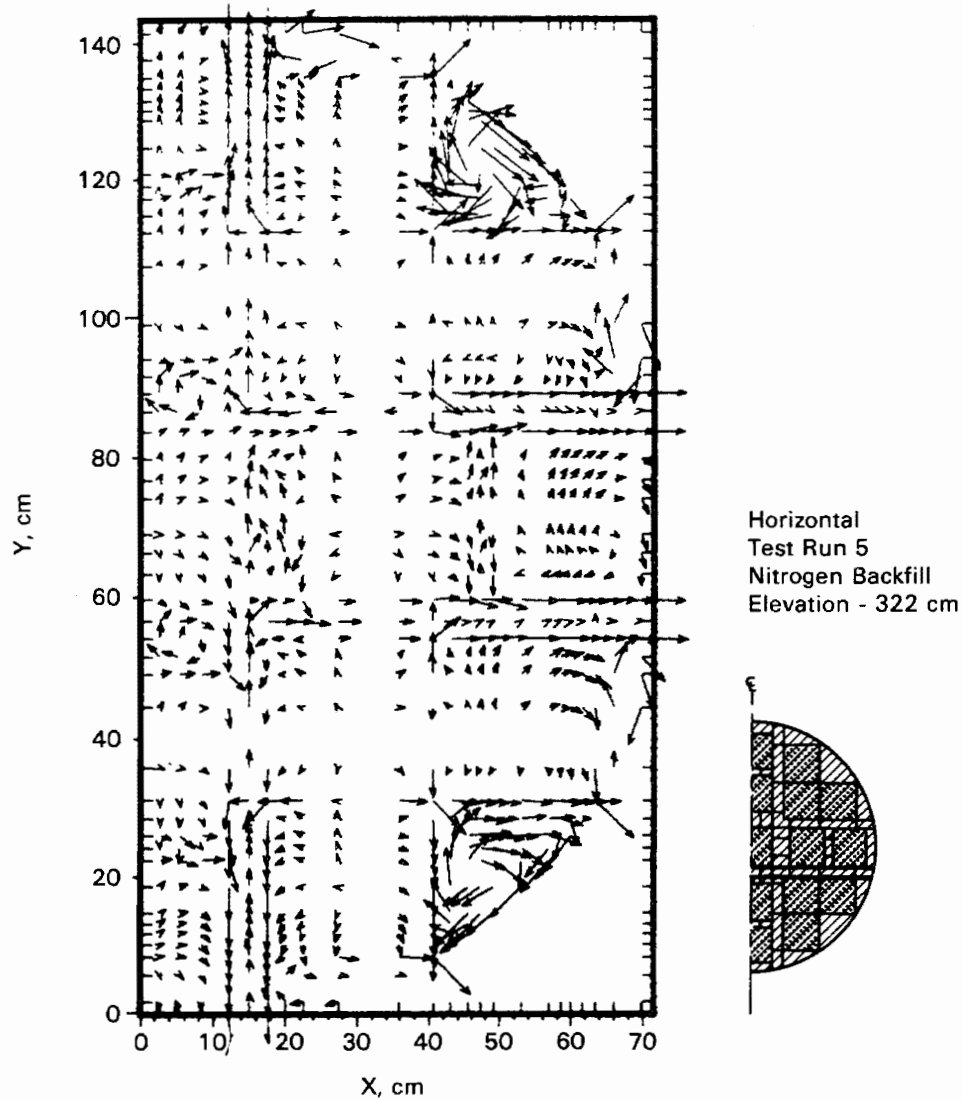 140
120
100
80
60
40
20
0
Y, cm
0
10
20
30
40
50
60
70
X, cm
Horizontal
Test Run 5
Nitrogen Backfill
Elevation - 322 cm
℄